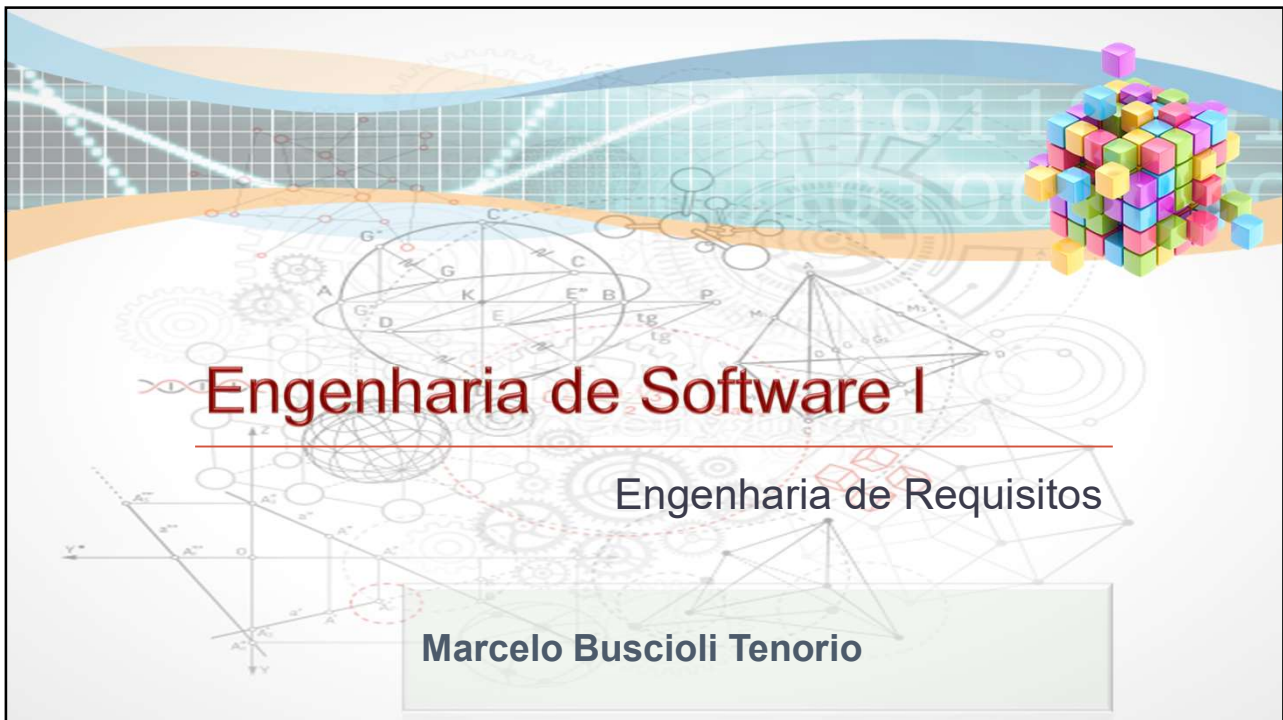 Engenharia de Software I
Engenharia de Requisitos
Marcelo Buscioli Tenorio